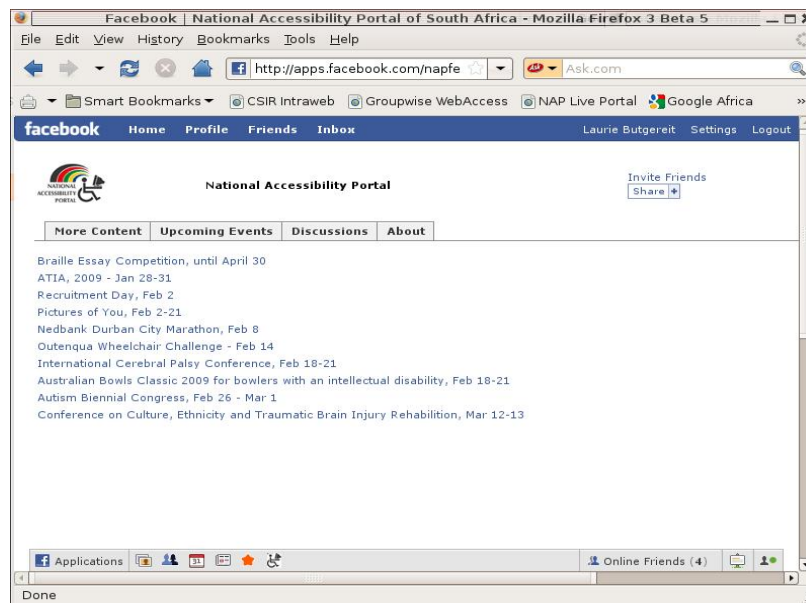 Facebook | National Accessibility Portal of South Africa - Mozilla Firefox 3 Beta 5
File Edit View History Bookmarks Tools Help
http://apps.facebook.com/napfe Ask.com
Smart Bookmarks CSIR Intraweb Groupwise WebAccess NAP Live Portal Google Africa »
facebook Home Profile Friends Inbox Laurie Butgereit Settings Logout
NATIONAL ACCESSIBILITY PORTAL
National Accessibility Portal
Invite Friends
Share +
More Content Upcoming Events Discussions About
Braille Essay Competition, until April 30
ATIA, 2009 - Jan 28-31
Recruitment Day, Feb 2
Pictures of You, Feb 2-21
Nedbank Durban City Marathon, Feb 8
Outenqua Wheelchair Challenge - Feb 14
International Cerebral Palsy Conference, Feb 18-21
Australian Bowls Classic 2009 for bowlers with an intellectual disability, Feb 18-21
Autism Biennial Congress, Feb 26 - Mar 1
Conference on Culture, Ethnicity and Traumatic Brain Injury Rehabilition, Mar 12-13
Applications 31 Online Friends (4)
Done